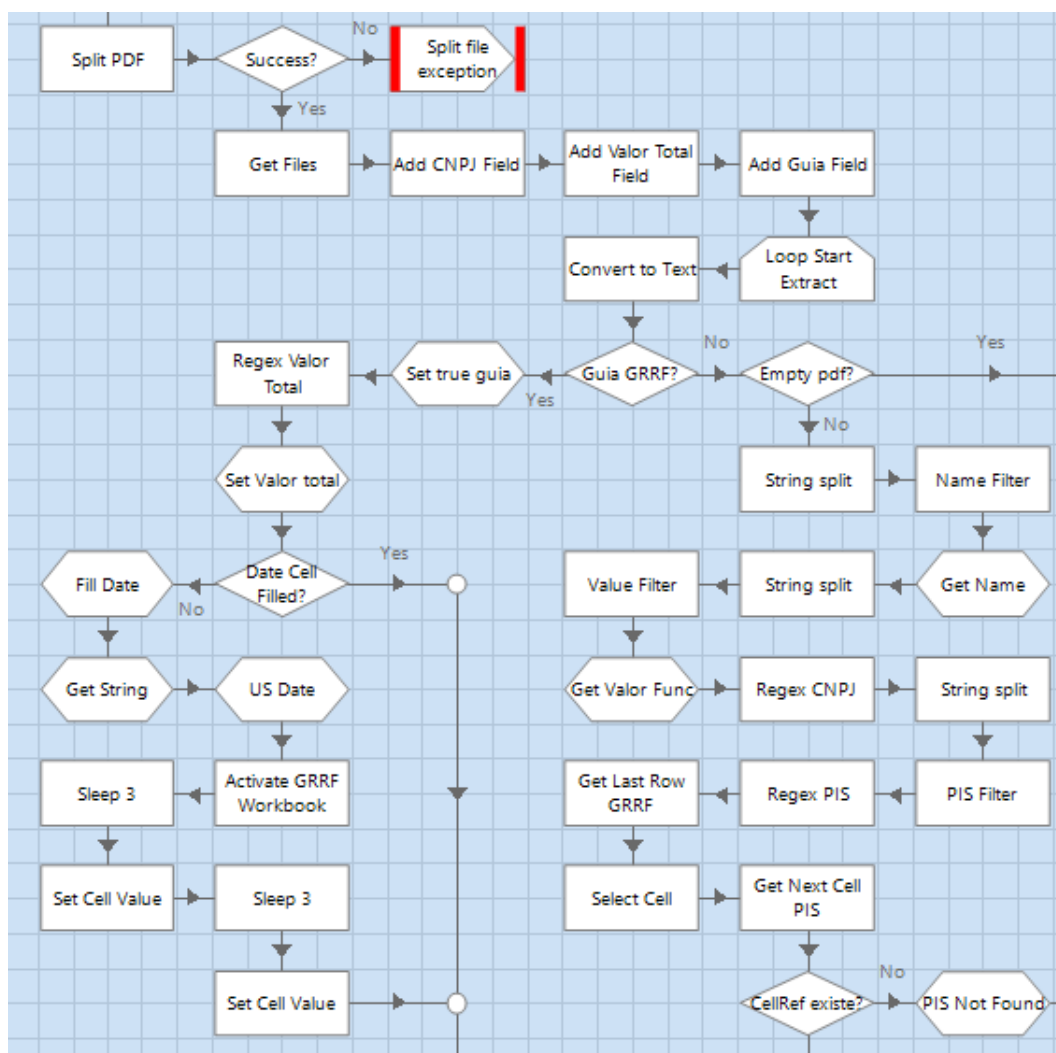 Split PDF
Success?
No
Split file
exception
Yes
Get Files
Add CNPJ Field
Add Valor Total
Field
Add Guia Field
Convert to Text
Loop Start
Extract
Regex Valor
Total
Set true guia
Yes
Guia GRRF?
No
Empty pdf?
Yes
No
Set Valor total
String split
Name Filter
Fill Date
No
Date Cell
Filled?
Yes
Value Filter
String split
Get Name
Get String
US Date
Get Valor Func
Regex CNPJ
String split
Sleep 3
Activate GRRF
Workbook
Get Last Row
GRRF
Regex PIS
PIS Filter
Set Cell Value
Sleep 3
Select Cell
Get Next Cell
PIS
Set Cell Value
CellRef existe?
No
PIS Not Found